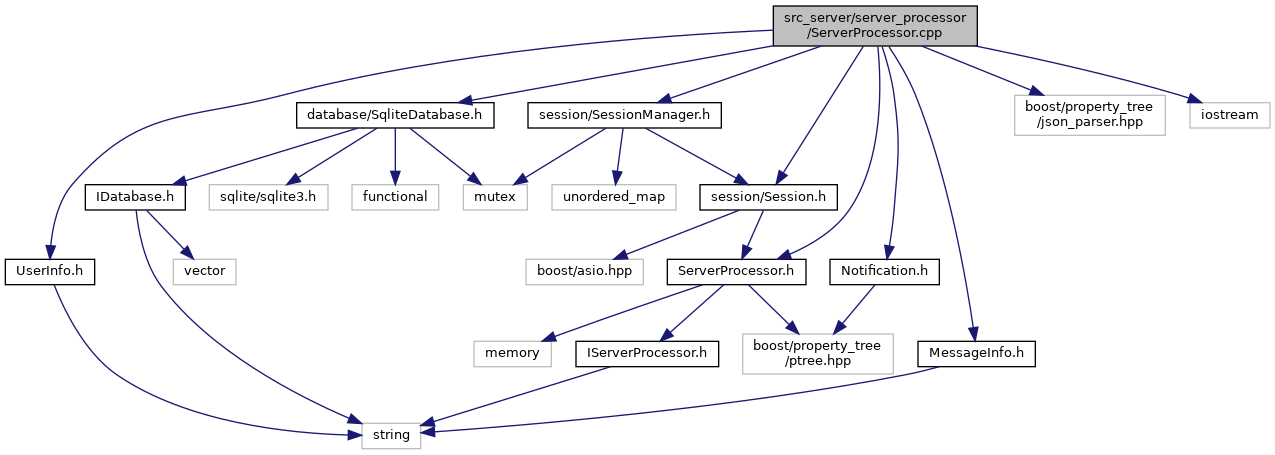 src_server/server_processor
/ServerProcessor.cpp
database/SqliteDatabase.h
session/SessionManager.h
boost/property_tree
/json_parser.hpp
iostream
IDatabase.h
sqlite/sqlite3.h
functional
mutex
unordered_map
session/Session.h
UserInfo.h
vector
boost/asio.hpp
ServerProcessor.h
Notification.h
memory
IServerProcessor.h
boost/property_tree
/ptree.hpp
MessageInfo.h
string